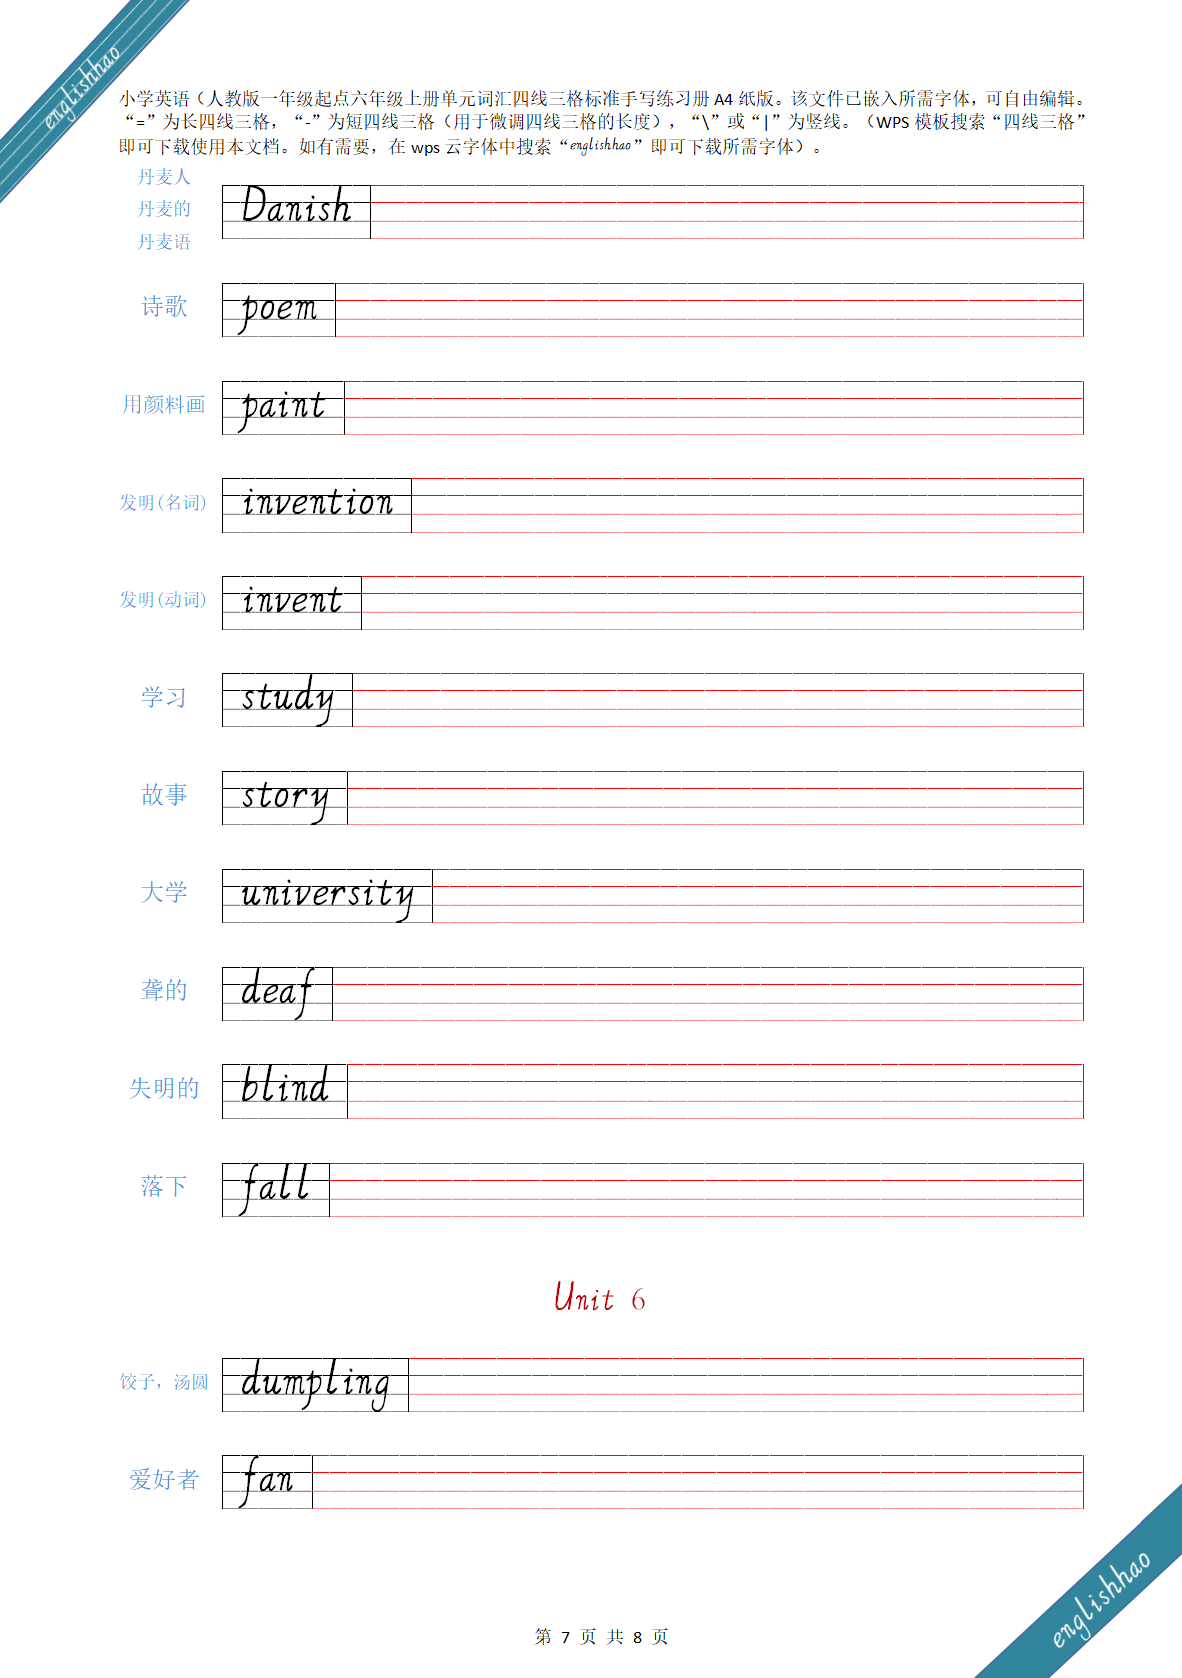 englishhao
小学英语（人教版一年级起点六年级上册单元词汇四线三格标准手写练习册 A4 纸版。该文件已嵌入所需字体，可自由编辑。
“=”为长四线三格，“-”为短四线三格（用于微调四线三格的长度），“\”或“|”为竖线。（WPS 模板搜索“四线三格”
即可下载使用本文档。如有需要，在 wps 云字体中搜索“englishhao”即可下载所需字体）。
丹麦人
丹麦的 Danish
丹麦语
诗歌 poem
用颜料画 paint
发明(名词) invention
发明(动词) invent
学习 study
故事 story
大学 university
聋的 deaf
失明的 blind
落下 fall
Unit 6
饺子，汤圆 dumpling
爱好者 fan
englishhao
第 7 页 共 8 页